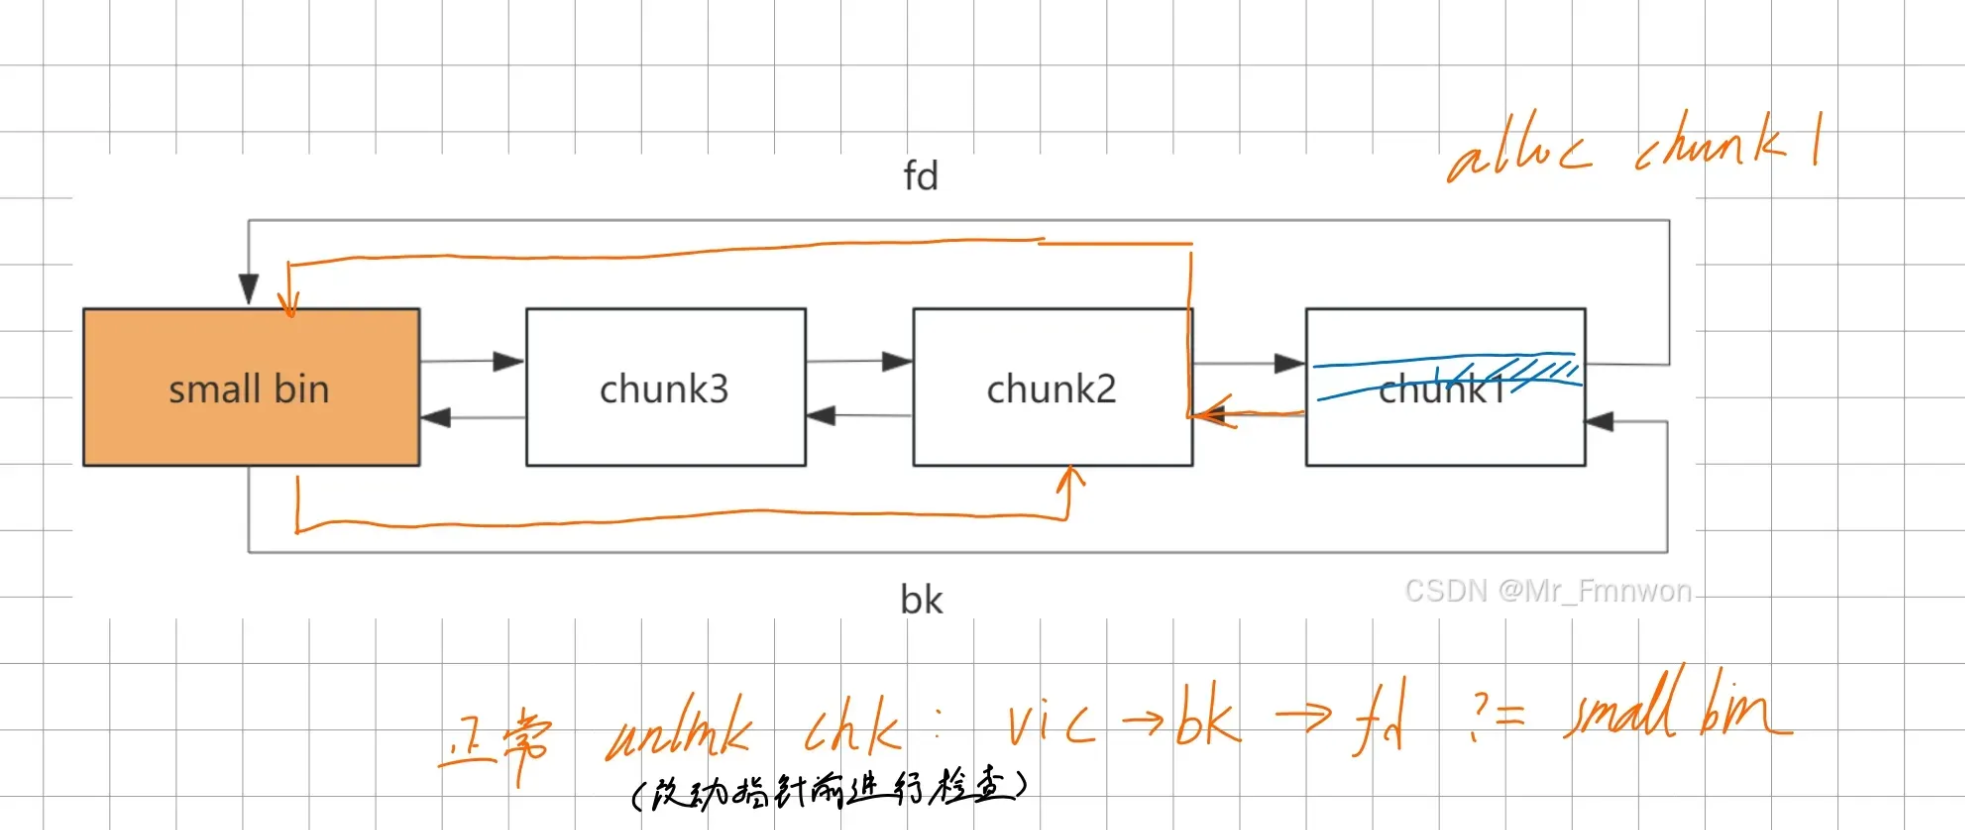 alloc chunk1
fd
small bin
chunk3
chunk2
chunk1
bk
CSDN @Mr_Fmnwon
正常 unlink chk : vic → bk → fd ?= small bin
(改动指针前进行检查)